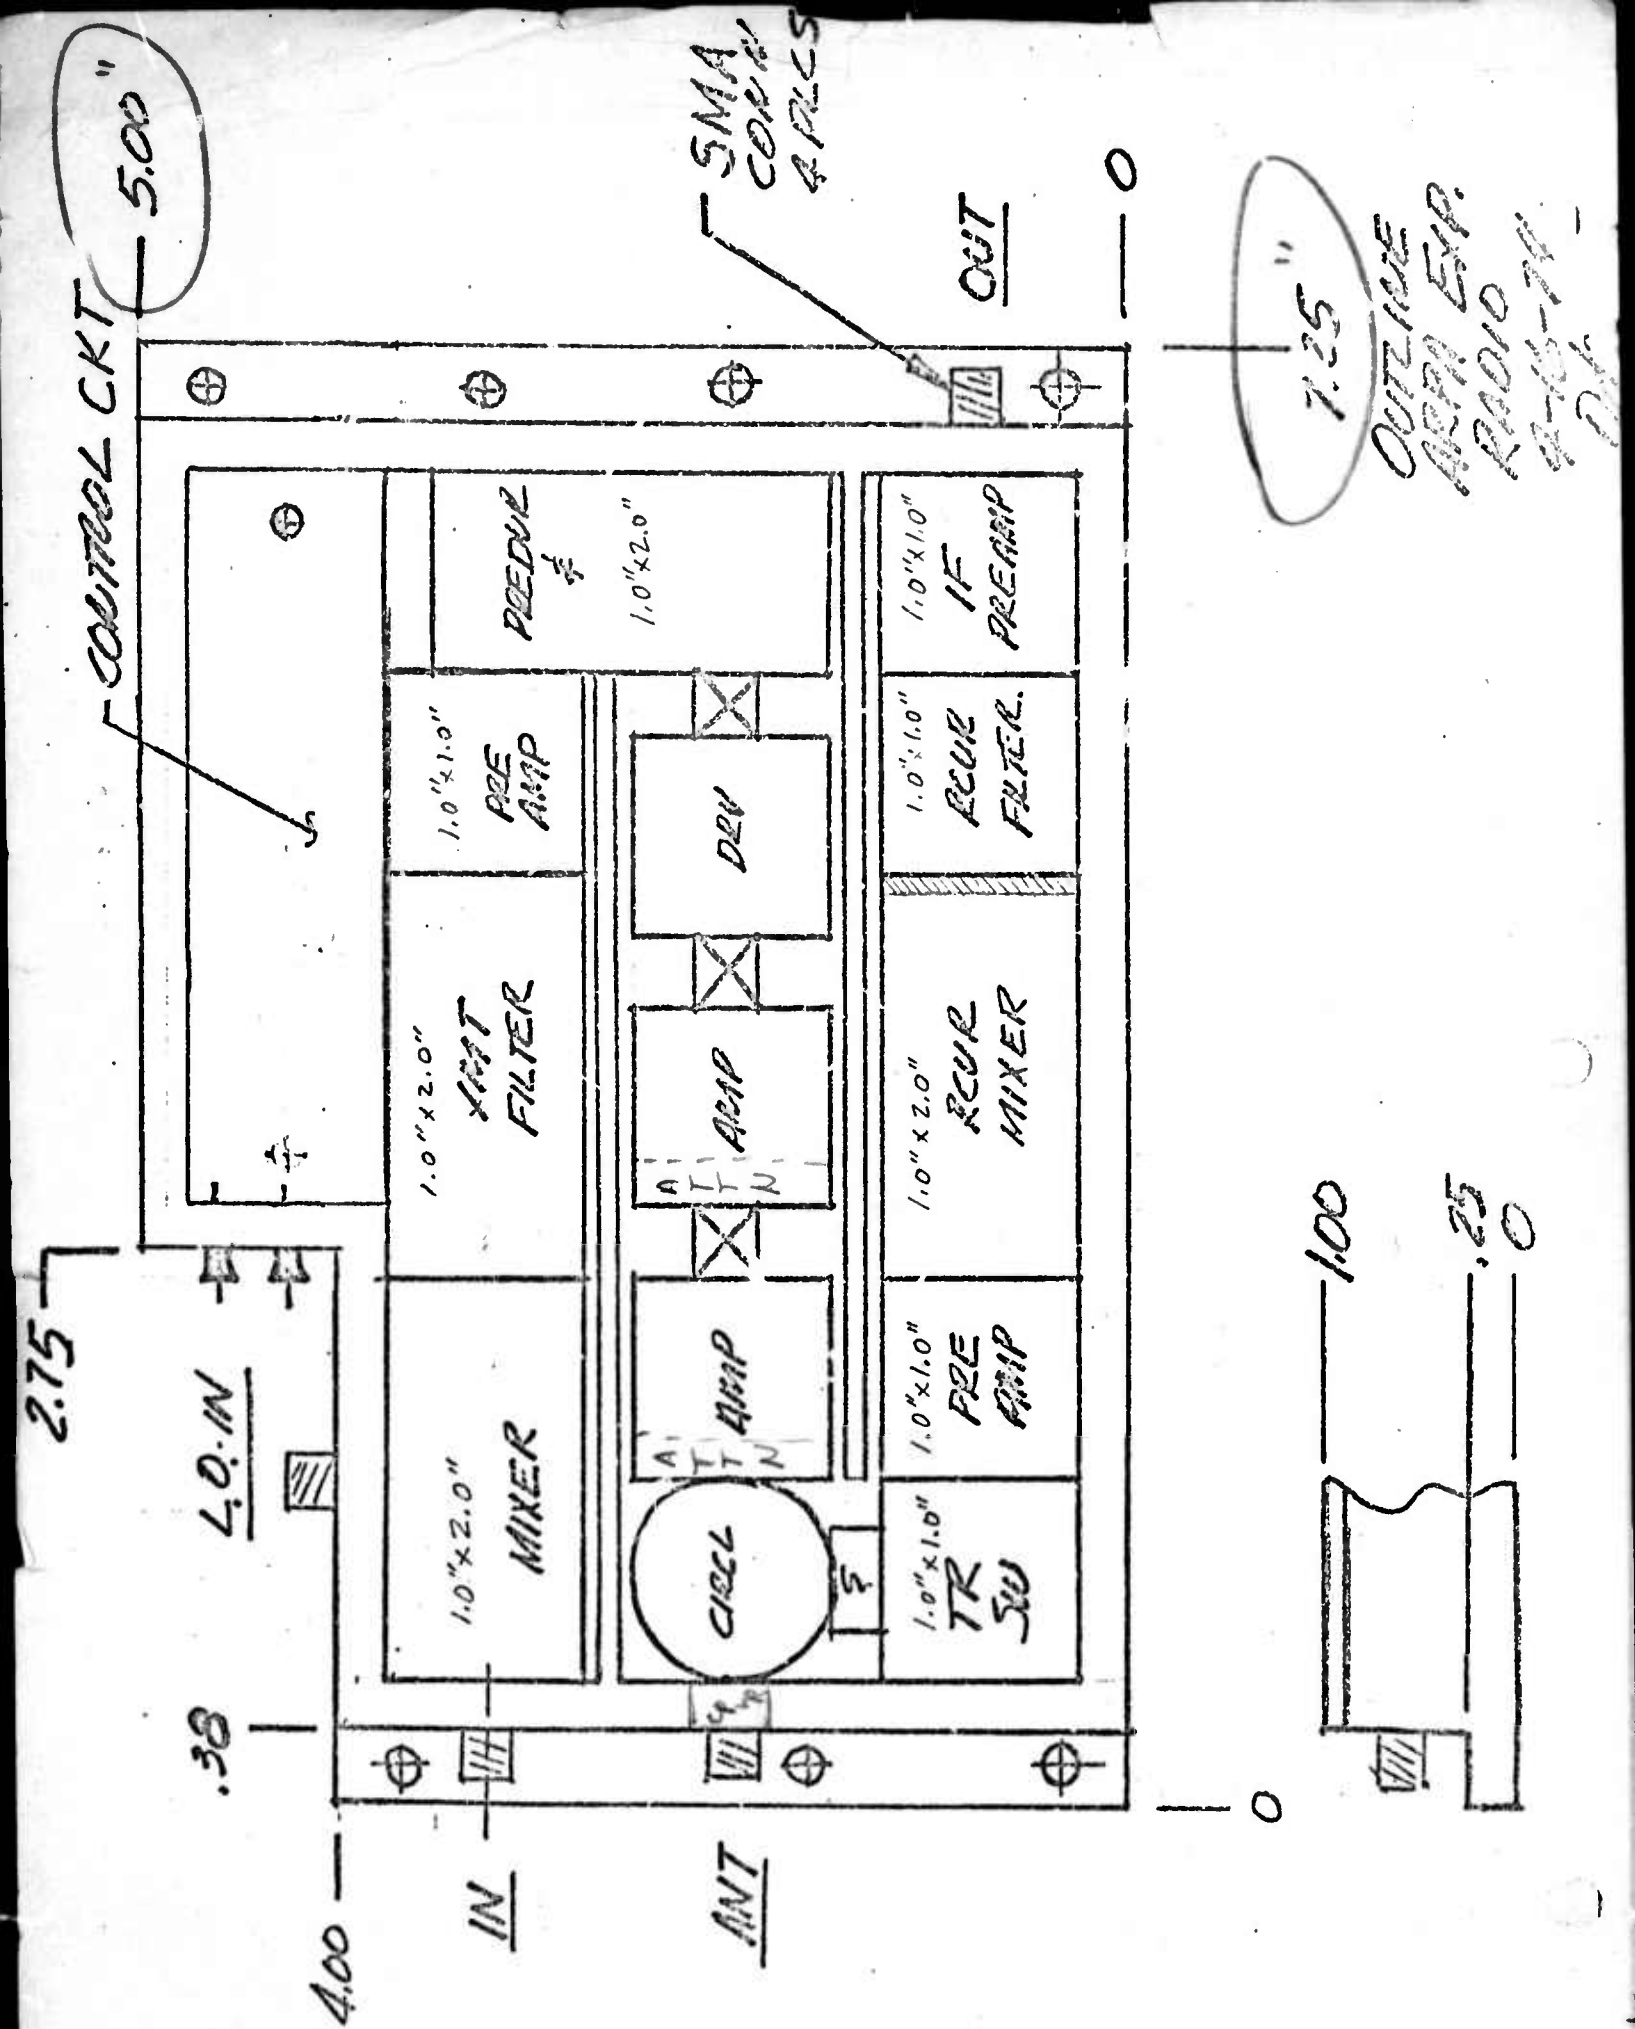 5.00"
CONTROL CKT
SMA
CONN
4 PLCS
OUT
0
7.25"
OUTLINE
ARPA EXP.
RADIO
2.75
L.O. IN
.38
4.00
IN
ANT
0
1.0"x2.0"
MIXER
1.0"x2.0"
XMT
FILTER
1.0"x1.0"
PRE
AMP
PREDVR
1.0"x2.0"
CIRCL
ATTN
AMP
ATTN
AMP
DRV
1.0"x1.0"
TR
SW
1.0"x1.0"
PRE
AMP
1.0"x2.0"
RCVR
MIXER
1.0"x1.0"
RCVR
FILTER.
1.0"x1.0"
IF
PREAMP
1.00
.25
0